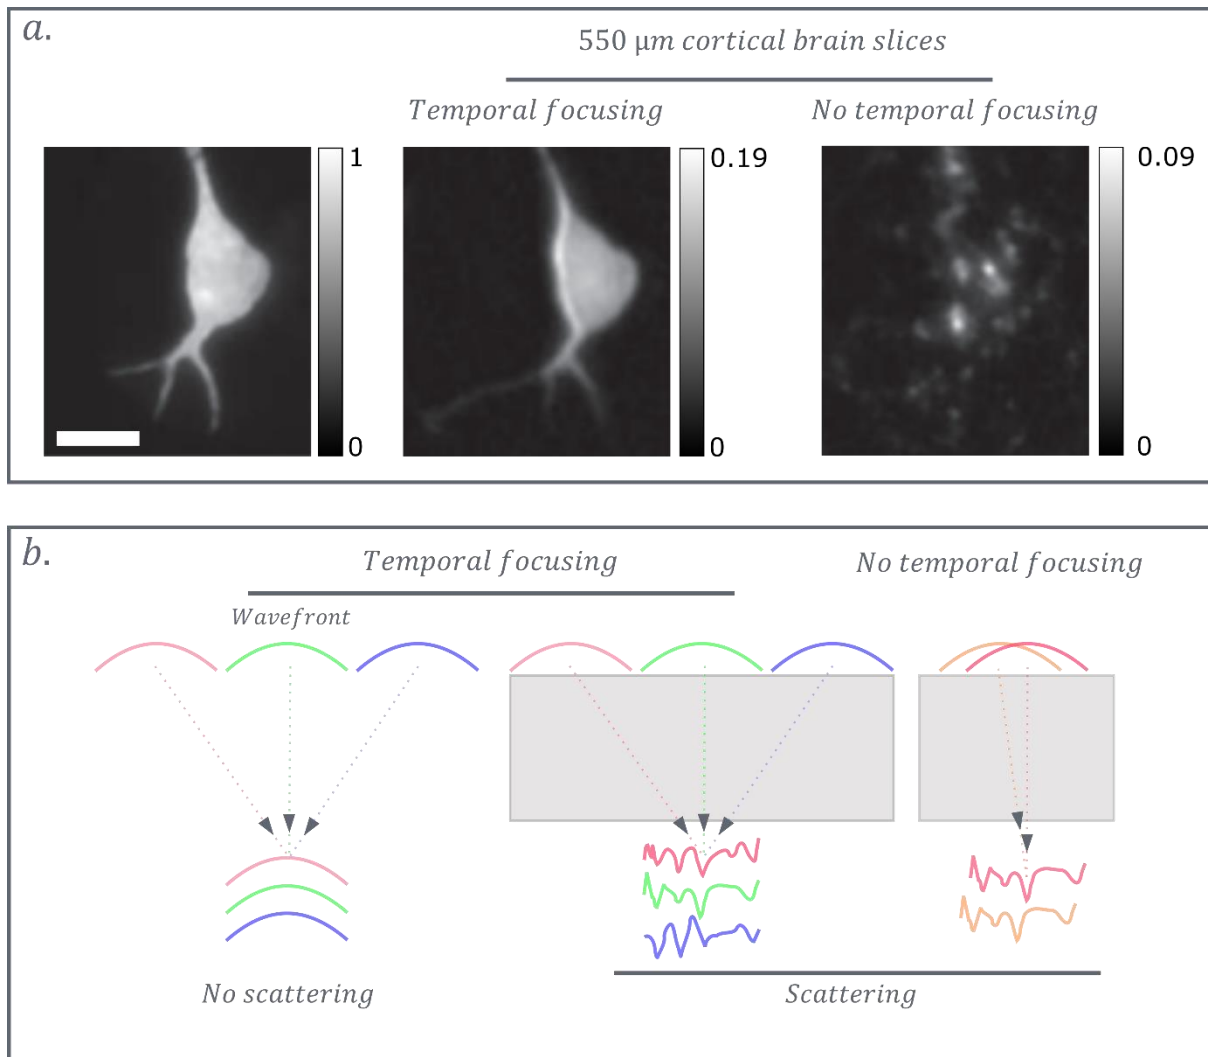 a.
550 μm cortical brain slices
Temporal focusing
No temporal focusing
1
0
0.19
0
0.09
0
b.
Temporal focusing
No temporal focusing
Wavefront
No scattering
Scattering